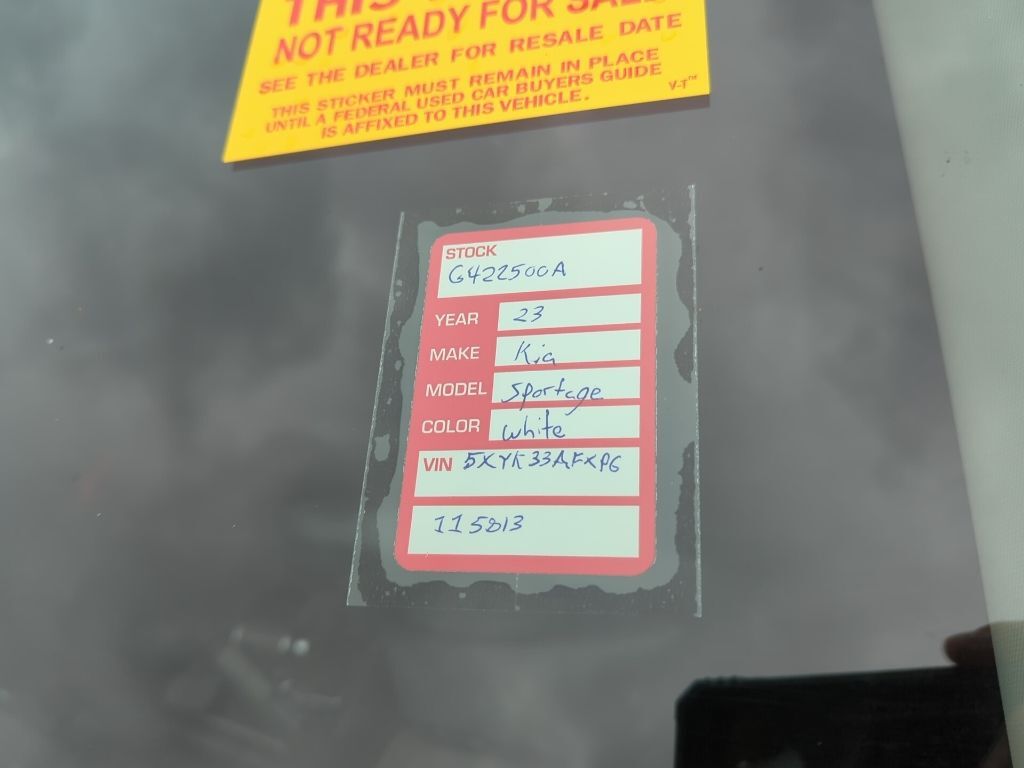 THIS
NOT READY FOR SALE
SEE THE DEALER FOR RESALE DATE
THIS STICKER MUST REMAIN IN PLACE
UNTIL A FEDERAL USED CAR BUYERS GUIDE
IS AFFIXED TO THIS VEHICLE.
V-T™
STOCK
G422500A
YEAR 23
MAKE Kia
MODEL Sportage
COLOR white
VIN 5XYK33AFXPG
115813